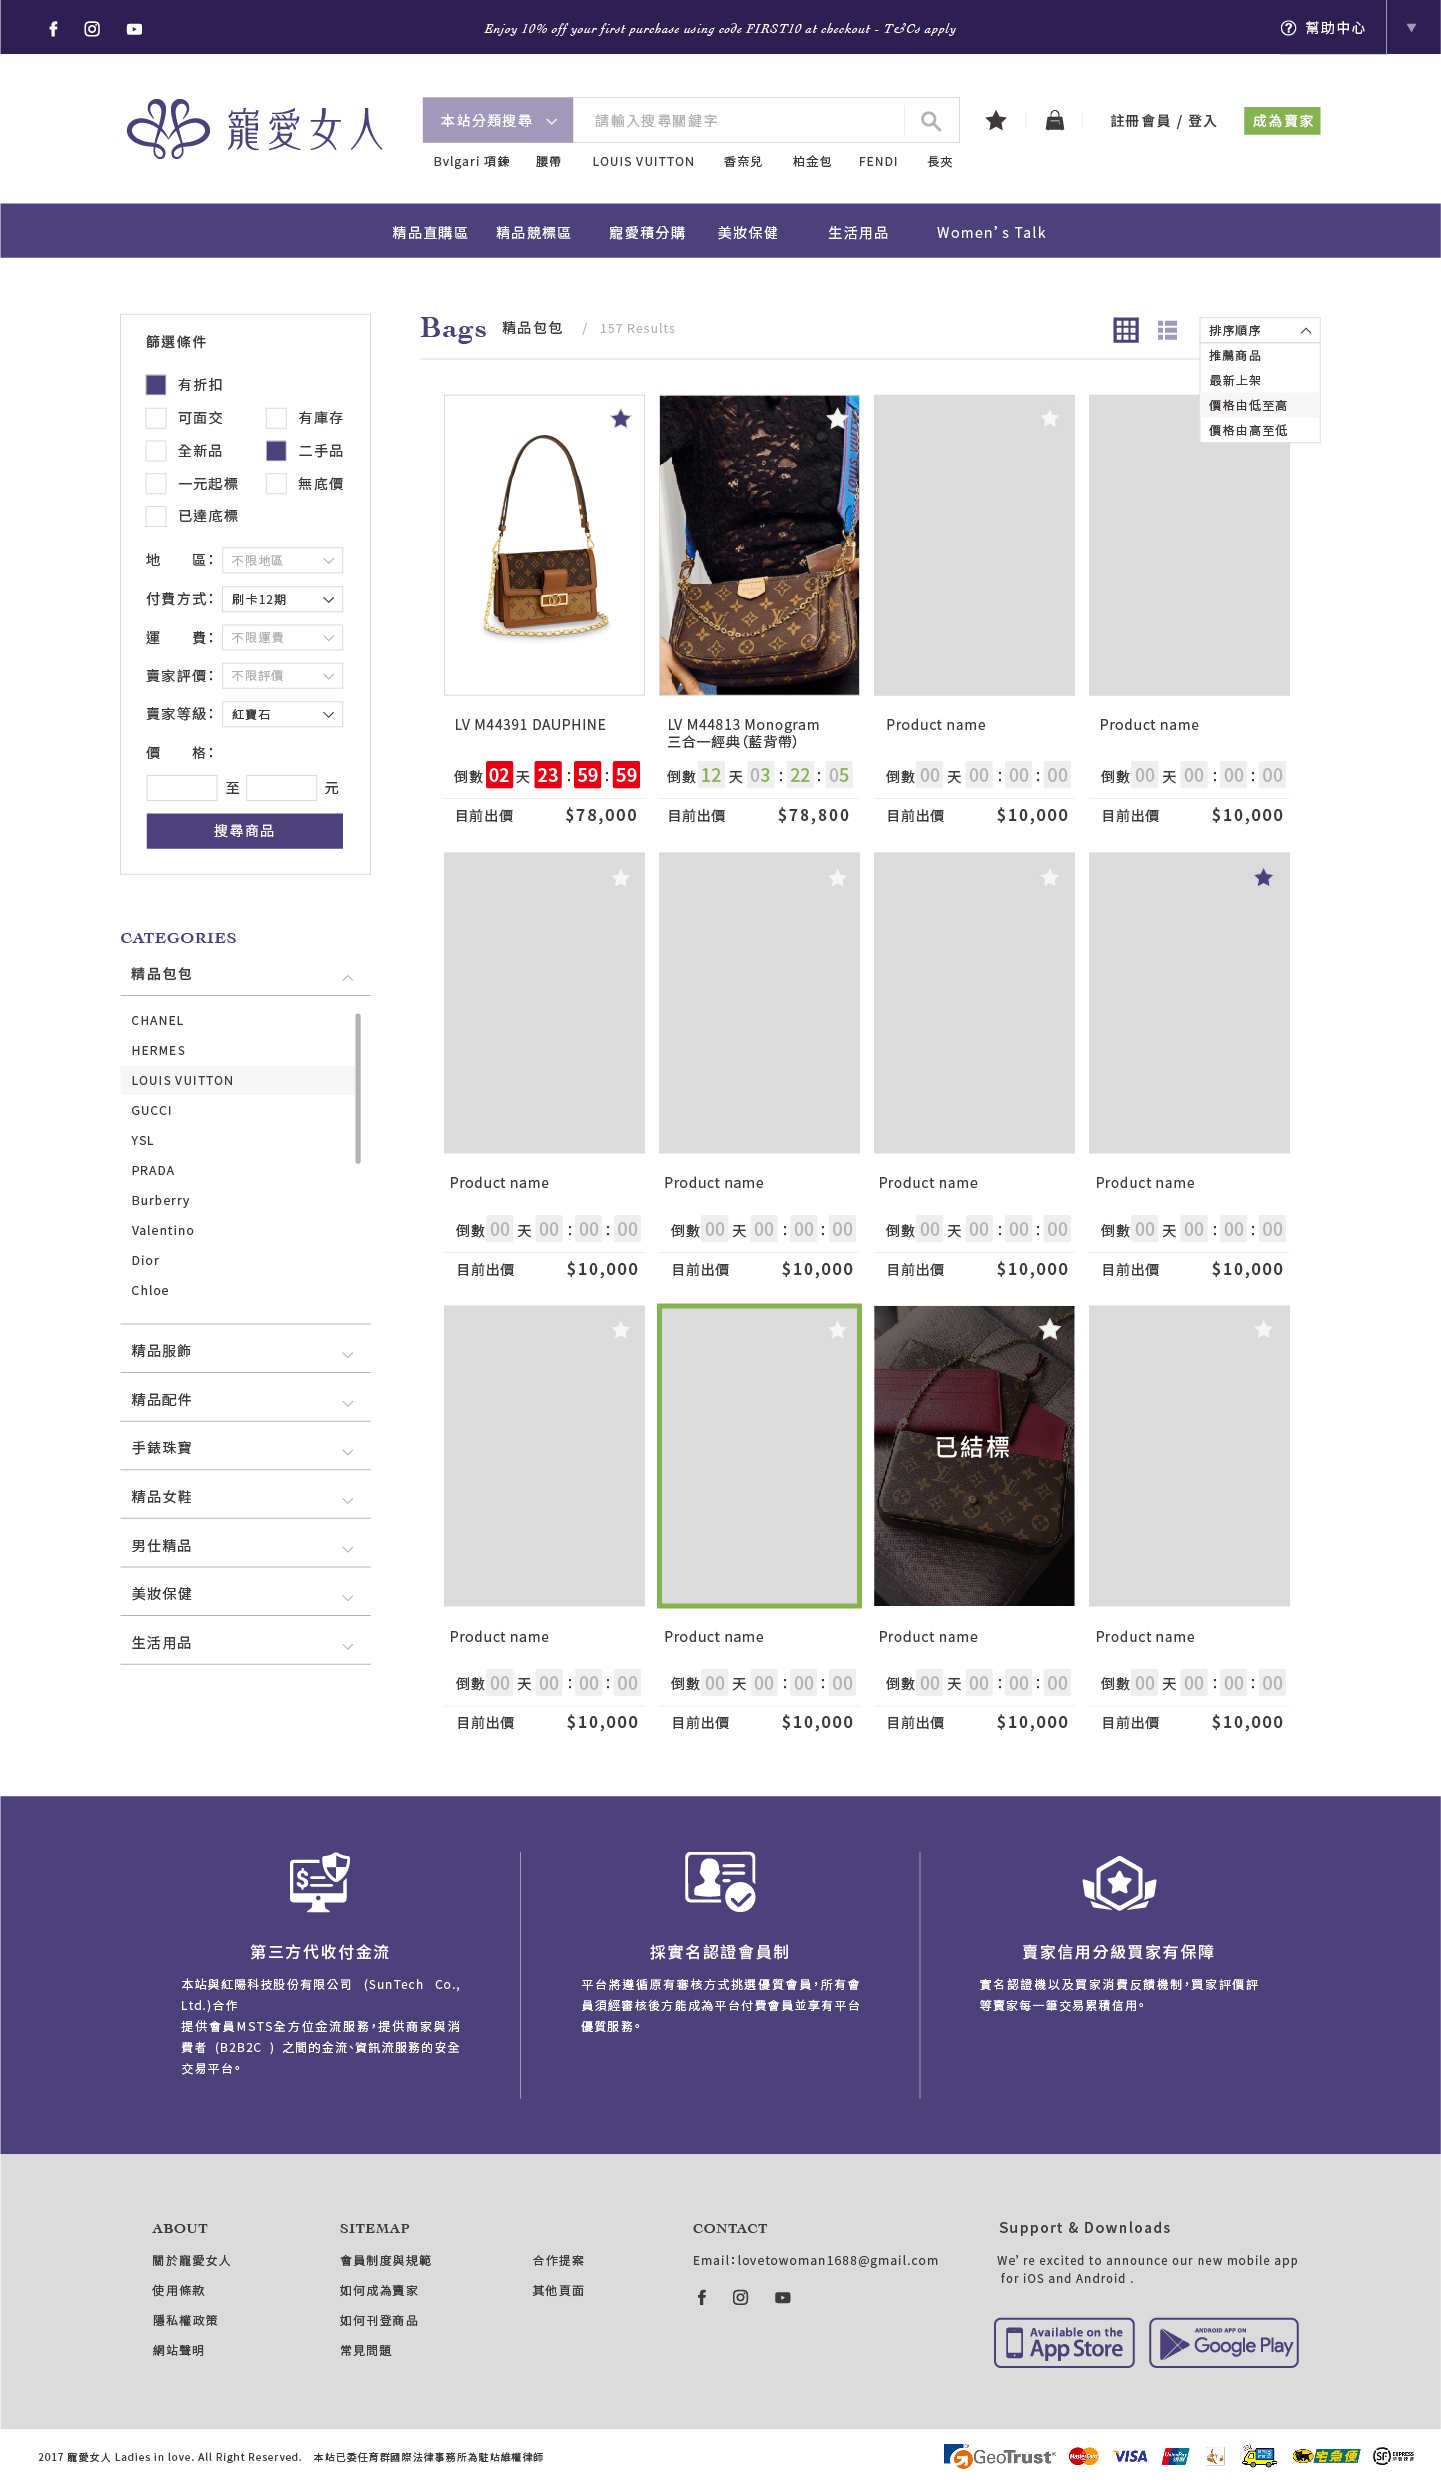 Enjoy 10% off your first purchase using code FIRST10 at checkout - T&Cs apply
幫助中心
寵愛女人
本站分類搜尋
請輸入搜尋關鍵字
註冊會員 / 登入
成為賣家
Bvlgari 項鍊 腰帶 LOUIS VUITTON 香奈兒 柏金包 FENDI 長夾
精品直購區 精品競標區 寵愛積分購 美妝保健 生活用品 Women’s Talk
篩選條件
有折扣
可面交 有庫存
全新品 二手品
一元起標 無底價
已達底標
地 區： 不限地區
付費方式： 刷卡12期
運 費： 不限運費
賣家評價： 不限評價
賣家等級： 紅寶石
價 格：
至 元
搜尋商品
CATEGORIES
精品包包
CHANEL
HERMES
LOUIS VUITTON
GUCCI
YSL
PRADA
Burberry
Valentino
Dior
Chloe
精品服飾
精品配件
手錶珠寶
精品女鞋
男仕精品
美妝保健
生活用品
Bags 精品包包 / 157 Results
排序順序
推薦商品
最新上架
價格由低至高
價格由高至低
LV M44391 DAUPHINE
倒數 02 天 23 : 59 : 59
目前出價 $78,000
LV M44813 Monogram
三合一經典（藍背帶）
倒數 12 天 03 : 22 : 05
目前出價 $78,800
Product name
倒數 00 天 00 : 00 : 00
目前出價 $10,000
Product name
倒數 00 天 00 : 00 : 00
目前出價 $10,000
Product name
倒數 00 天 00 : 00 : 00
目前出價 $10,000
Product name
倒數 00 天 00 : 00 : 00
目前出價 $10,000
Product name
倒數 00 天 00 : 00 : 00
目前出價 $10,000
Product name
倒數 00 天 00 : 00 : 00
目前出價 $10,000
Product name
倒數 00 天 00 : 00 : 00
目前出價 $10,000
Product name
倒數 00 天 00 : 00 : 00
目前出價 $10,000
已結標
Product name
倒數 00 天 00 : 00 : 00
目前出價 $10,000
Product name
倒數 00 天 00 : 00 : 00
目前出價 $10,000
第三方代收付金流
本站與紅陽科技股份有限公司 (SunTech Co.,
Ltd.)合作
提供會員MSTS全方位金流服務，提供商家與消
費者 (B2B2C ) 之間的金流、資訊流服務的安全
交易平台。
採實名認證會員制
平台將遵循原有審核方式挑選優質會員，所有會
員須經審核後方能成為平台付費會員並享有平台
優質服務。
賣家信用分級買家有保障
實名認證機以及買家消費反饋機制，買家評價評
等賣家每一筆交易累積信用。
ABOUT
關於寵愛女人
使用條款
隱私權政策
網站聲明
SITEMAP
會員制度與規範
如何成為賣家
如何刊登商品
常見問題
合作提案
其他頁面
CONTACT
Email：lovetowoman1688@gmail.com
Support & Downloads
We’re excited to announce our new mobile app
for iOS and Android .
Available on the
App Store
ANDROID APP ON
Google Play
2017 寵愛女人 Ladies in love. All Right Reserved. 本站已委任育群國際法律事務所為駐站維權律師
GeoTrust
MasterCard
VISA
UnionPay
宅急便
SF EXPRESS